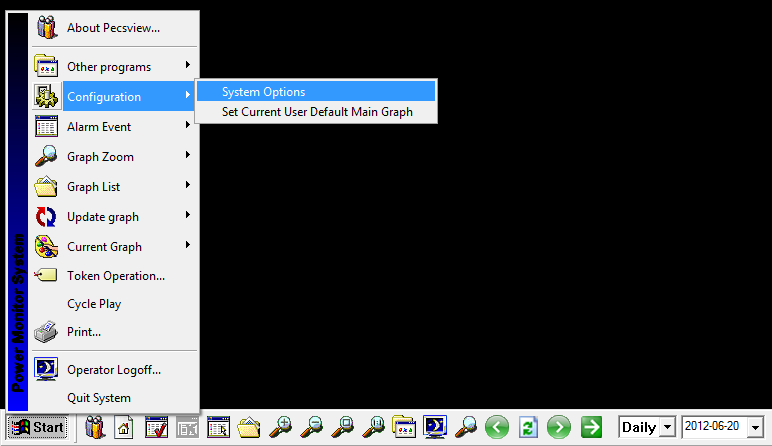 About Pecsview...
Other programs
Configuration
System Options
Set Current User Default Main Graph
Alarm Event
Graph Zoom
Graph List
Update graph
Current Graph
Token Operation...
Cycle Play
Print...
Operator Logoff...
Quit System
Power Monitor System
Start
Daily
2012-06-20